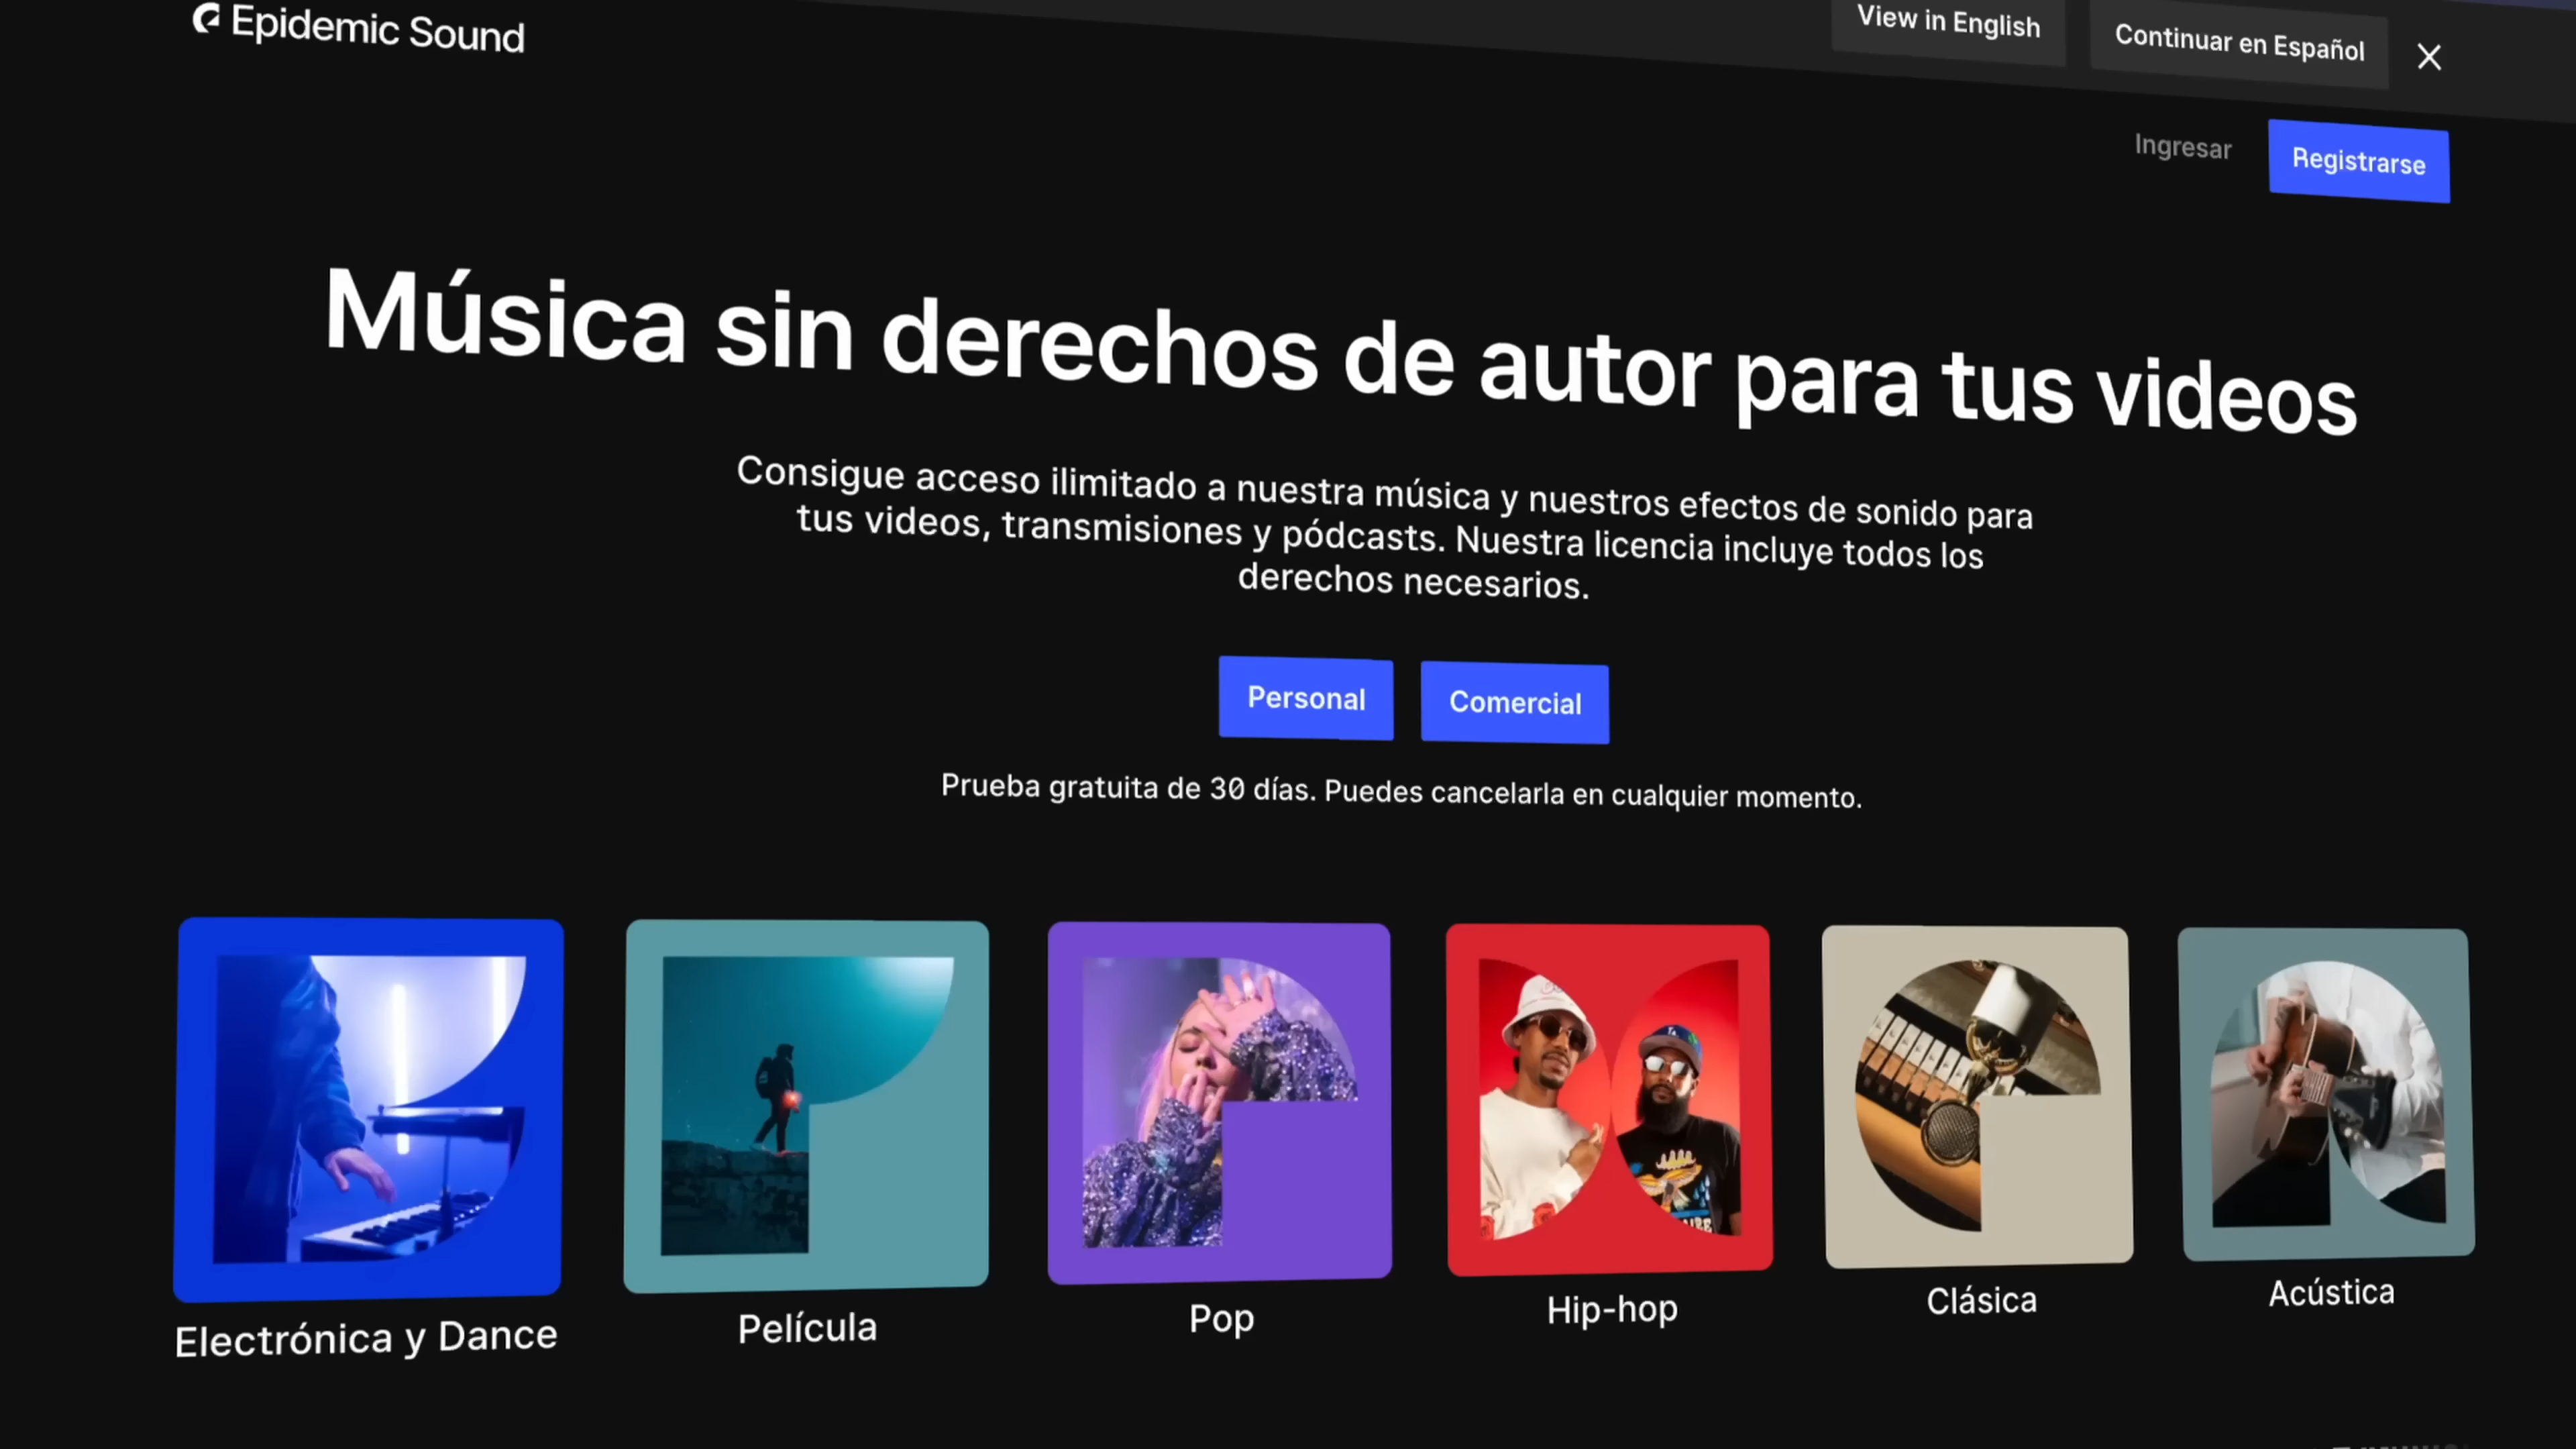 Epidemic Sound
View in English
Continuar en Español
Ingresar
Registrarse
Música sin derechos de autor para tus videos
Consigue acceso ilimitado a nuestra música y nuestros efectos de sonido para
tus videos, transmisiones y pódcasts. Nuestra licencia incluye todos los
derechos necesarios.
Personal
Comercial
Prueba gratuita de 30 días. Puedes cancelarla en cualquier momento.
Electrónica y Dance
Película
Pop
Hip-hop
Clásica
Acústica